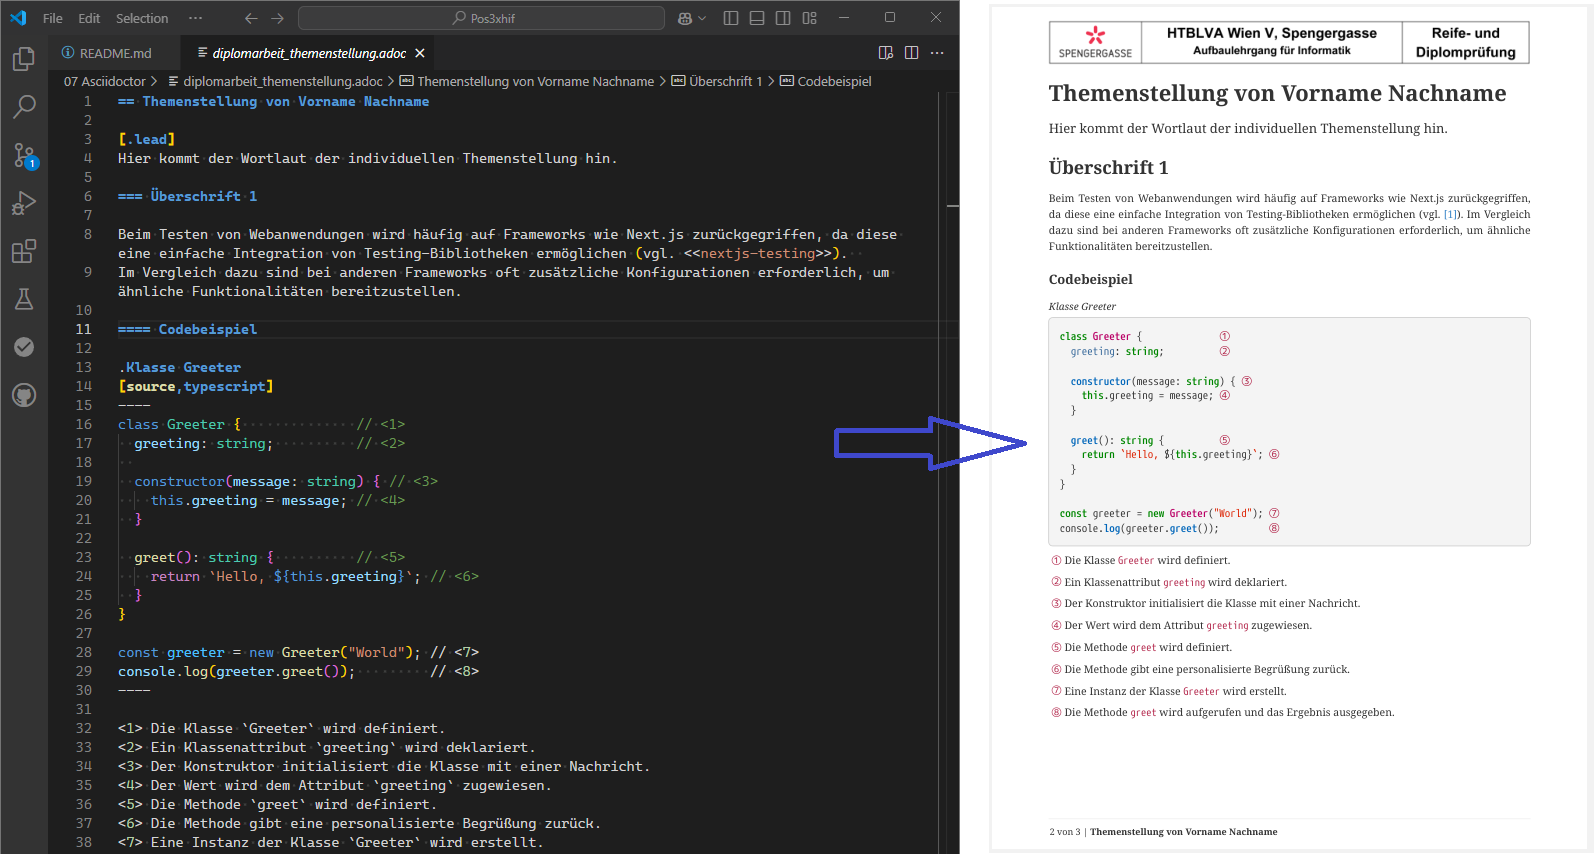 File Edit Selection ··· Pos3xhif
README.md diplomarbeit_themenstellung.adoc
07 Asciidoctor > diplomarbeit_themenstellung.adoc > Themenstellung von Vorname Nachname > Überschrift 1 > Codebeispiel
1 == Themenstellung von Vorname Nachname
2
3 [.lead]
4 Hier kommt der Wortlaut der individuellen Themenstellung hin.
5
6 === Überschrift 1
7
8 Beim Testen von Webanwendungen wird häufig auf Frameworks wie Next.js zurückgegriffen, da diese
eine einfache Integration von Testing-Bibliotheken ermöglichen (vgl. <<nextjs-testing>>).
9 Im Vergleich dazu sind bei anderen Frameworks oft zusätzliche Konfigurationen erforderlich, um
ähnliche Funktionalitäten bereitzustellen.
10
11 ==== Codebeispiel
12
13 .Klasse Greeter
14 [source,typescript]
15 ----
16 class Greeter { // <1>
17 greeting: string; // <2>
18
19 constructor(message: string) { // <3>
20 this.greeting = message; // <4>
21 }
22
23 greet(): string { // <5>
24 return `Hello, ${this.greeting}`; // <6>
25 }
26 }
27
28 const greeter = new Greeter("World"); // <7>
29 console.log(greeter.greet()); // <8>
30 ----
31
32 <1> Die Klasse `Greeter` wird definiert.
33 <2> Ein Klassenattribut `greeting` wird deklariert.
34 <3> Der Konstruktor initialisiert die Klasse mit einer Nachricht.
35 <4> Der Wert wird dem Attribut `greeting` zugewiesen.
36 <5> Die Methode `greet` wird definiert.
37 <6> Die Methode gibt eine personalisierte Begrüßung zurück.
38 <7> Eine Instanz der Klasse `Greeter` wird erstellt.
1
SPENGERGASSE
HTBLVA Wien V, Spengergasse
Aufbaulehrgang für Informatik
Reife- und
Diplomprüfung
Themenstellung von Vorname Nachname
Hier kommt der Wortlaut der individuellen Themenstellung hin.
Überschrift 1
Beim Testen von Webanwendungen wird häufig auf Frameworks wie Next.js zurückgegriffen,
da diese eine einfache Integration von Testing-Bibliotheken ermöglichen (vgl. [1]). Im Vergleich
dazu sind bei anderen Frameworks oft zusätzliche Konfigurationen erforderlich, um ähnliche
Funktionalitäten bereitzustellen.
Codebeispiel
Klasse Greeter
class Greeter { ①
greeting: string; ②
constructor(message: string) { ③
this.greeting = message; ④
}
greet(): string { ⑤
return `Hello, ${this.greeting}`; ⑥
}
}
const greeter = new Greeter("World"); ⑦
console.log(greeter.greet()); ⑧
① Die Klasse Greeter wird definiert.
② Ein Klassenattribut greeting wird deklariert.
③ Der Konstruktor initialisiert die Klasse mit einer Nachricht.
④ Der Wert wird dem Attribut greeting zugewiesen.
⑤ Die Methode greet wird definiert.
⑥ Die Methode gibt eine personalisierte Begrüßung zurück.
⑦ Eine Instanz der Klasse Greeter wird erstellt.
⑧ Die Methode greet wird aufgerufen und das Ergebnis ausgegeben.
2 von 3 | Themenstellung von Vorname Nachname